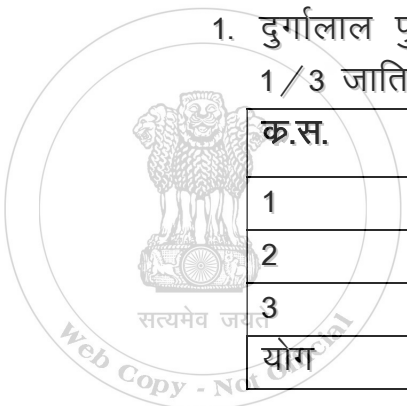 1. दुर्गालाल पु
1/3 जाति
क.स.
1
2
3
योग
सत्यमेव जयते
Web Copy - Not Official